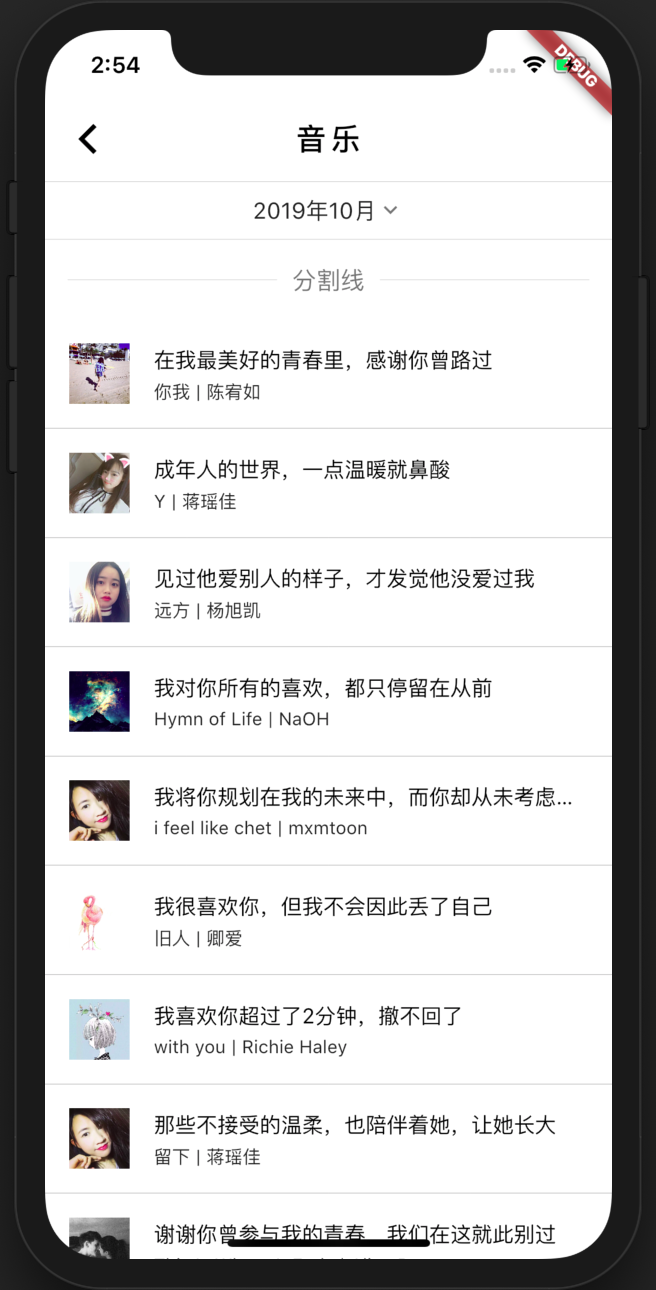 2:54
DEBUG
音乐
2019年10月
分割线
在我最美好的青春里，感谢你曾路过
你我 | 陈宥如
成年人的世界，一点温暖就鼻酸
Y | 蒋瑶佳
见过他爱别人的样子，才发觉他没爱过我
远方 | 杨旭凯
我对你所有的喜欢，都只停留在从前
Hymn of Life | NaOH
我将你规划在我的未来中，而你却从未考虑...
i feel like chet | mxmtoon
我很喜欢你，但我不会因此丢了自己
旧人 | 卿爱
我喜欢你超过了2分钟，撤不回了
with you | Richie Haley
那些不接受的温柔，也陪伴着她，让她长大
留下 | 蒋瑶佳
谢谢你曾参与我的青春，我们在这就此别过